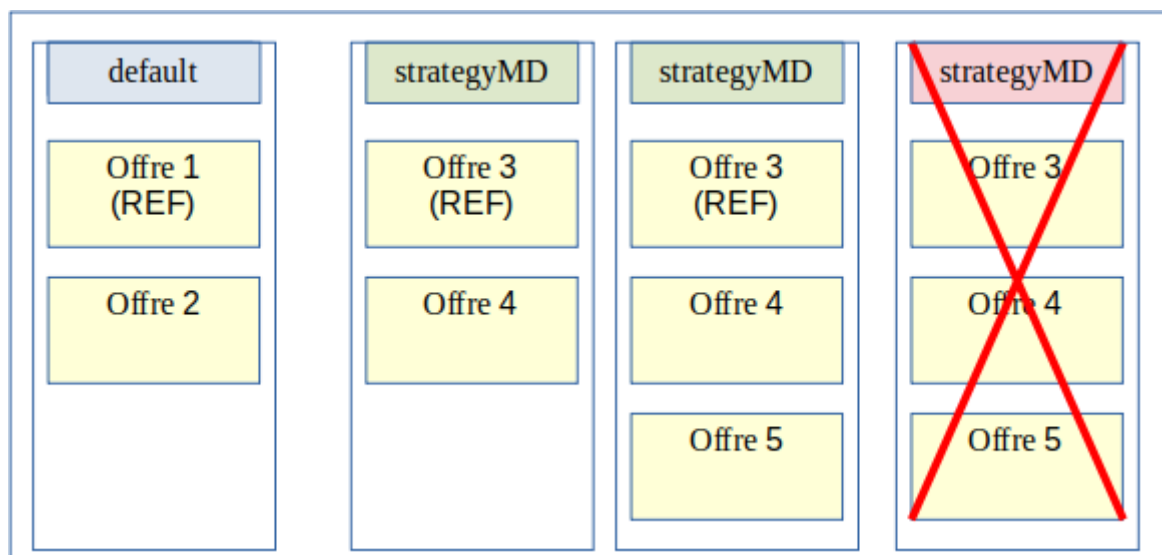 default
Offre 1
(REF)
Offre 2
strategyMD
Offre 3
(REF)
Offre 4
strategyMD
Offre 3
(REF)
Offre 4
Offre 5
strategyMD
Offre 3
Offre 4
Offre 5